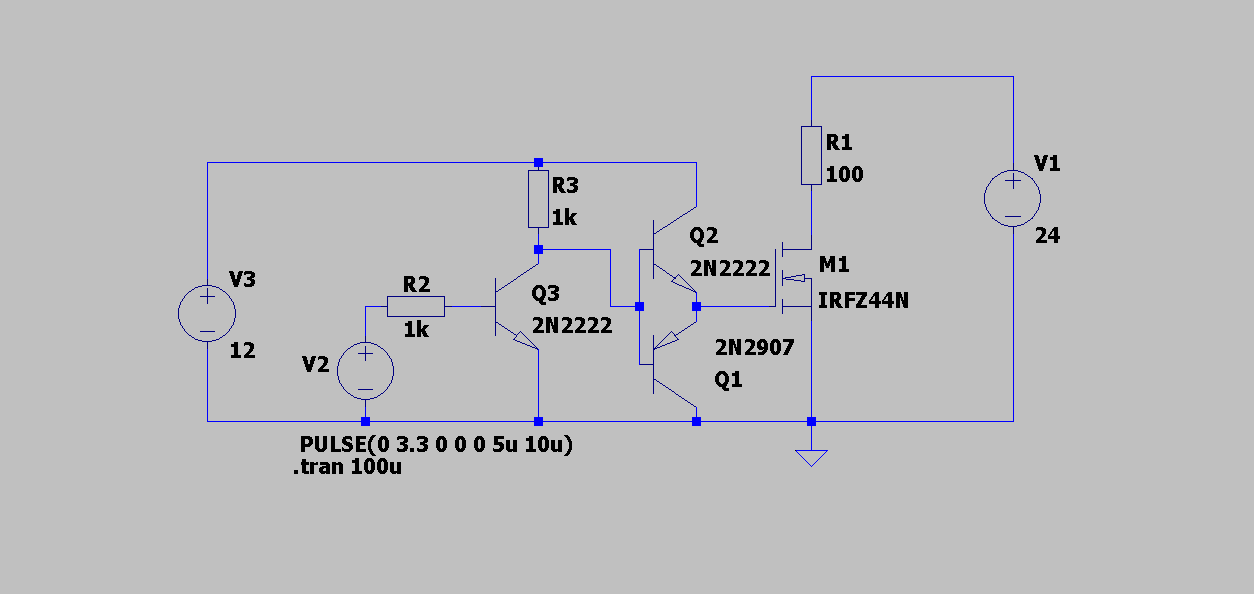 R1
100
V1
24
R3
1k
Q2
2N2222
M1
IRFZ44N
V3
12
R2
1k
Q3
2N2222
V2
2N2907
Q1
PULSE(0 3.3 0 0 0 5u 10u)
.tran 100u